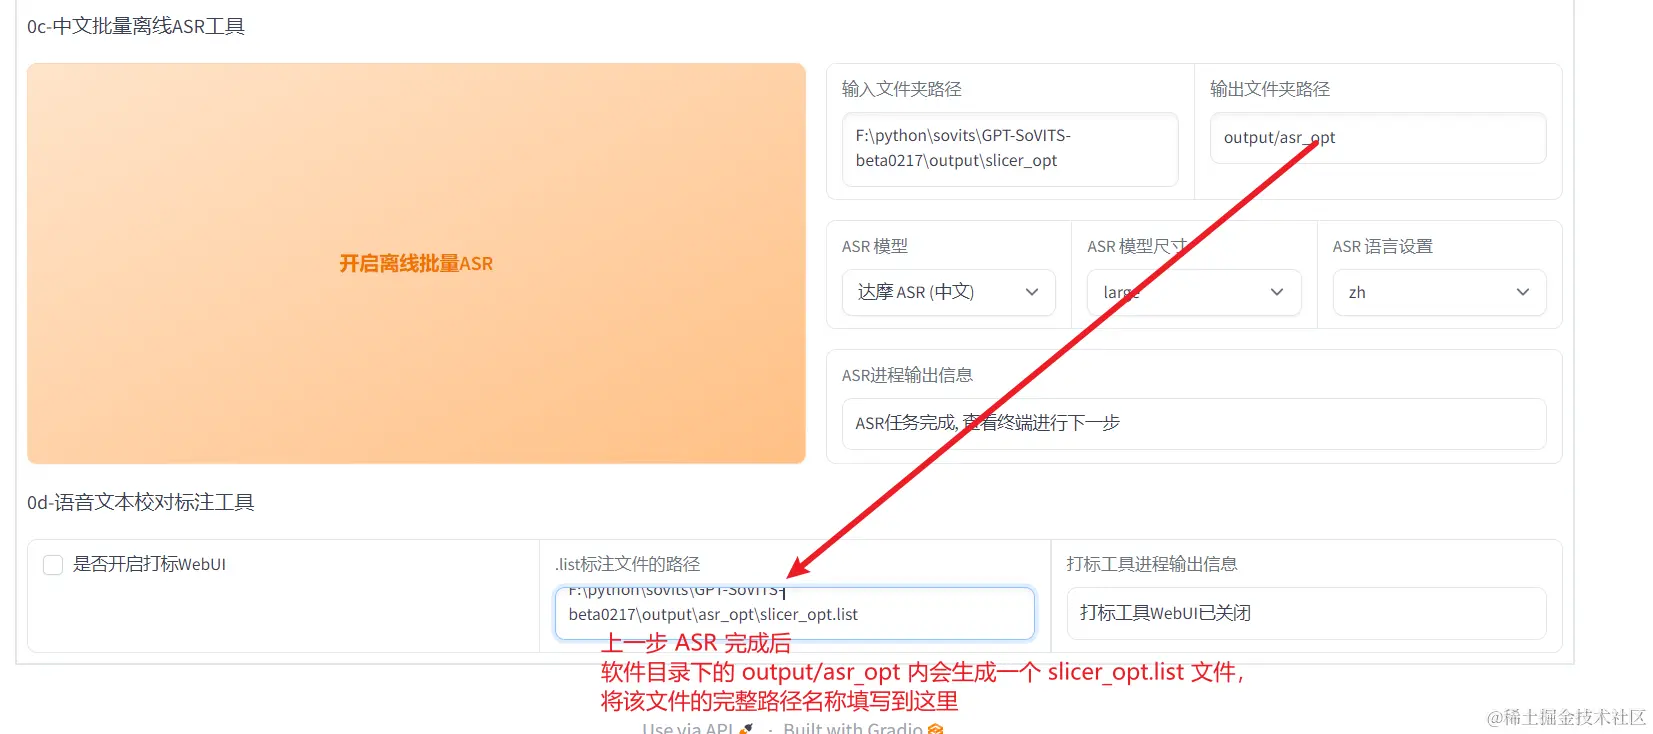 0c-中文批量离线ASR工具
开启离线批量ASR
输入文件夹路径
F:\python\sovits\GPT-SoVITS-
beta0217\output\slicer_opt
输出文件夹路径
output/asr_opt
ASR 模型
达摩 ASR (中文)
ASR 模型尺寸
large
ASR 语言设置
zh
ASR进程输出信息
ASR任务完成, 查看终端进行下一步
0d-语音文本校对标注工具
是否开启打标WebUI
.list标注文件的路径
F:\python\sovits\GPT-SoVITS-
beta0217\output\asr_opt\slicer_opt.list
打标工具进程输出信息
打标工具WebUI已关闭
上一步 ASR 完成后
软件目录下的 output/asr_opt 内会生成一个 slicer_opt.list 文件，
将该文件的完整路径名称填写到这里
Use via API · Built with Gradio
@稀土掘金技术社区